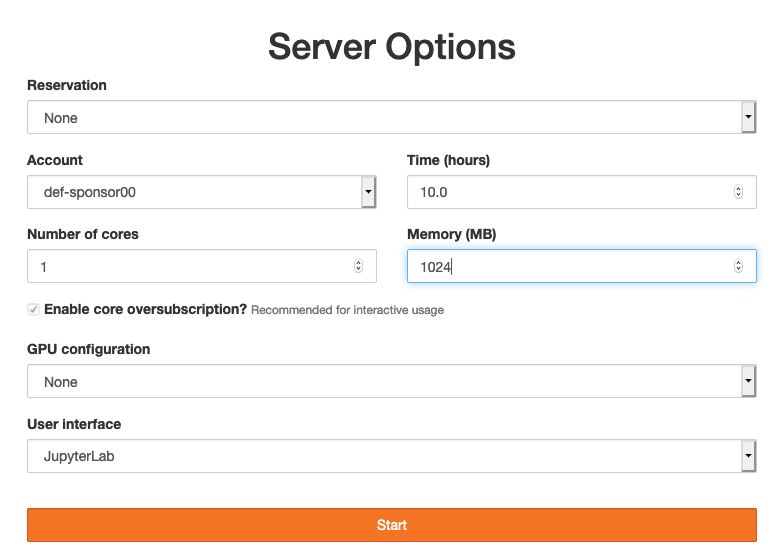 Server Options
Reservation
None
Account
Time (hours)
def-sponsor00
10.0
Number of cores
Memory (MB)
1
1024
Enable core oversubscription? Recommended for interactive usage
GPU configuration
None
User interface
JupyterLab
Start